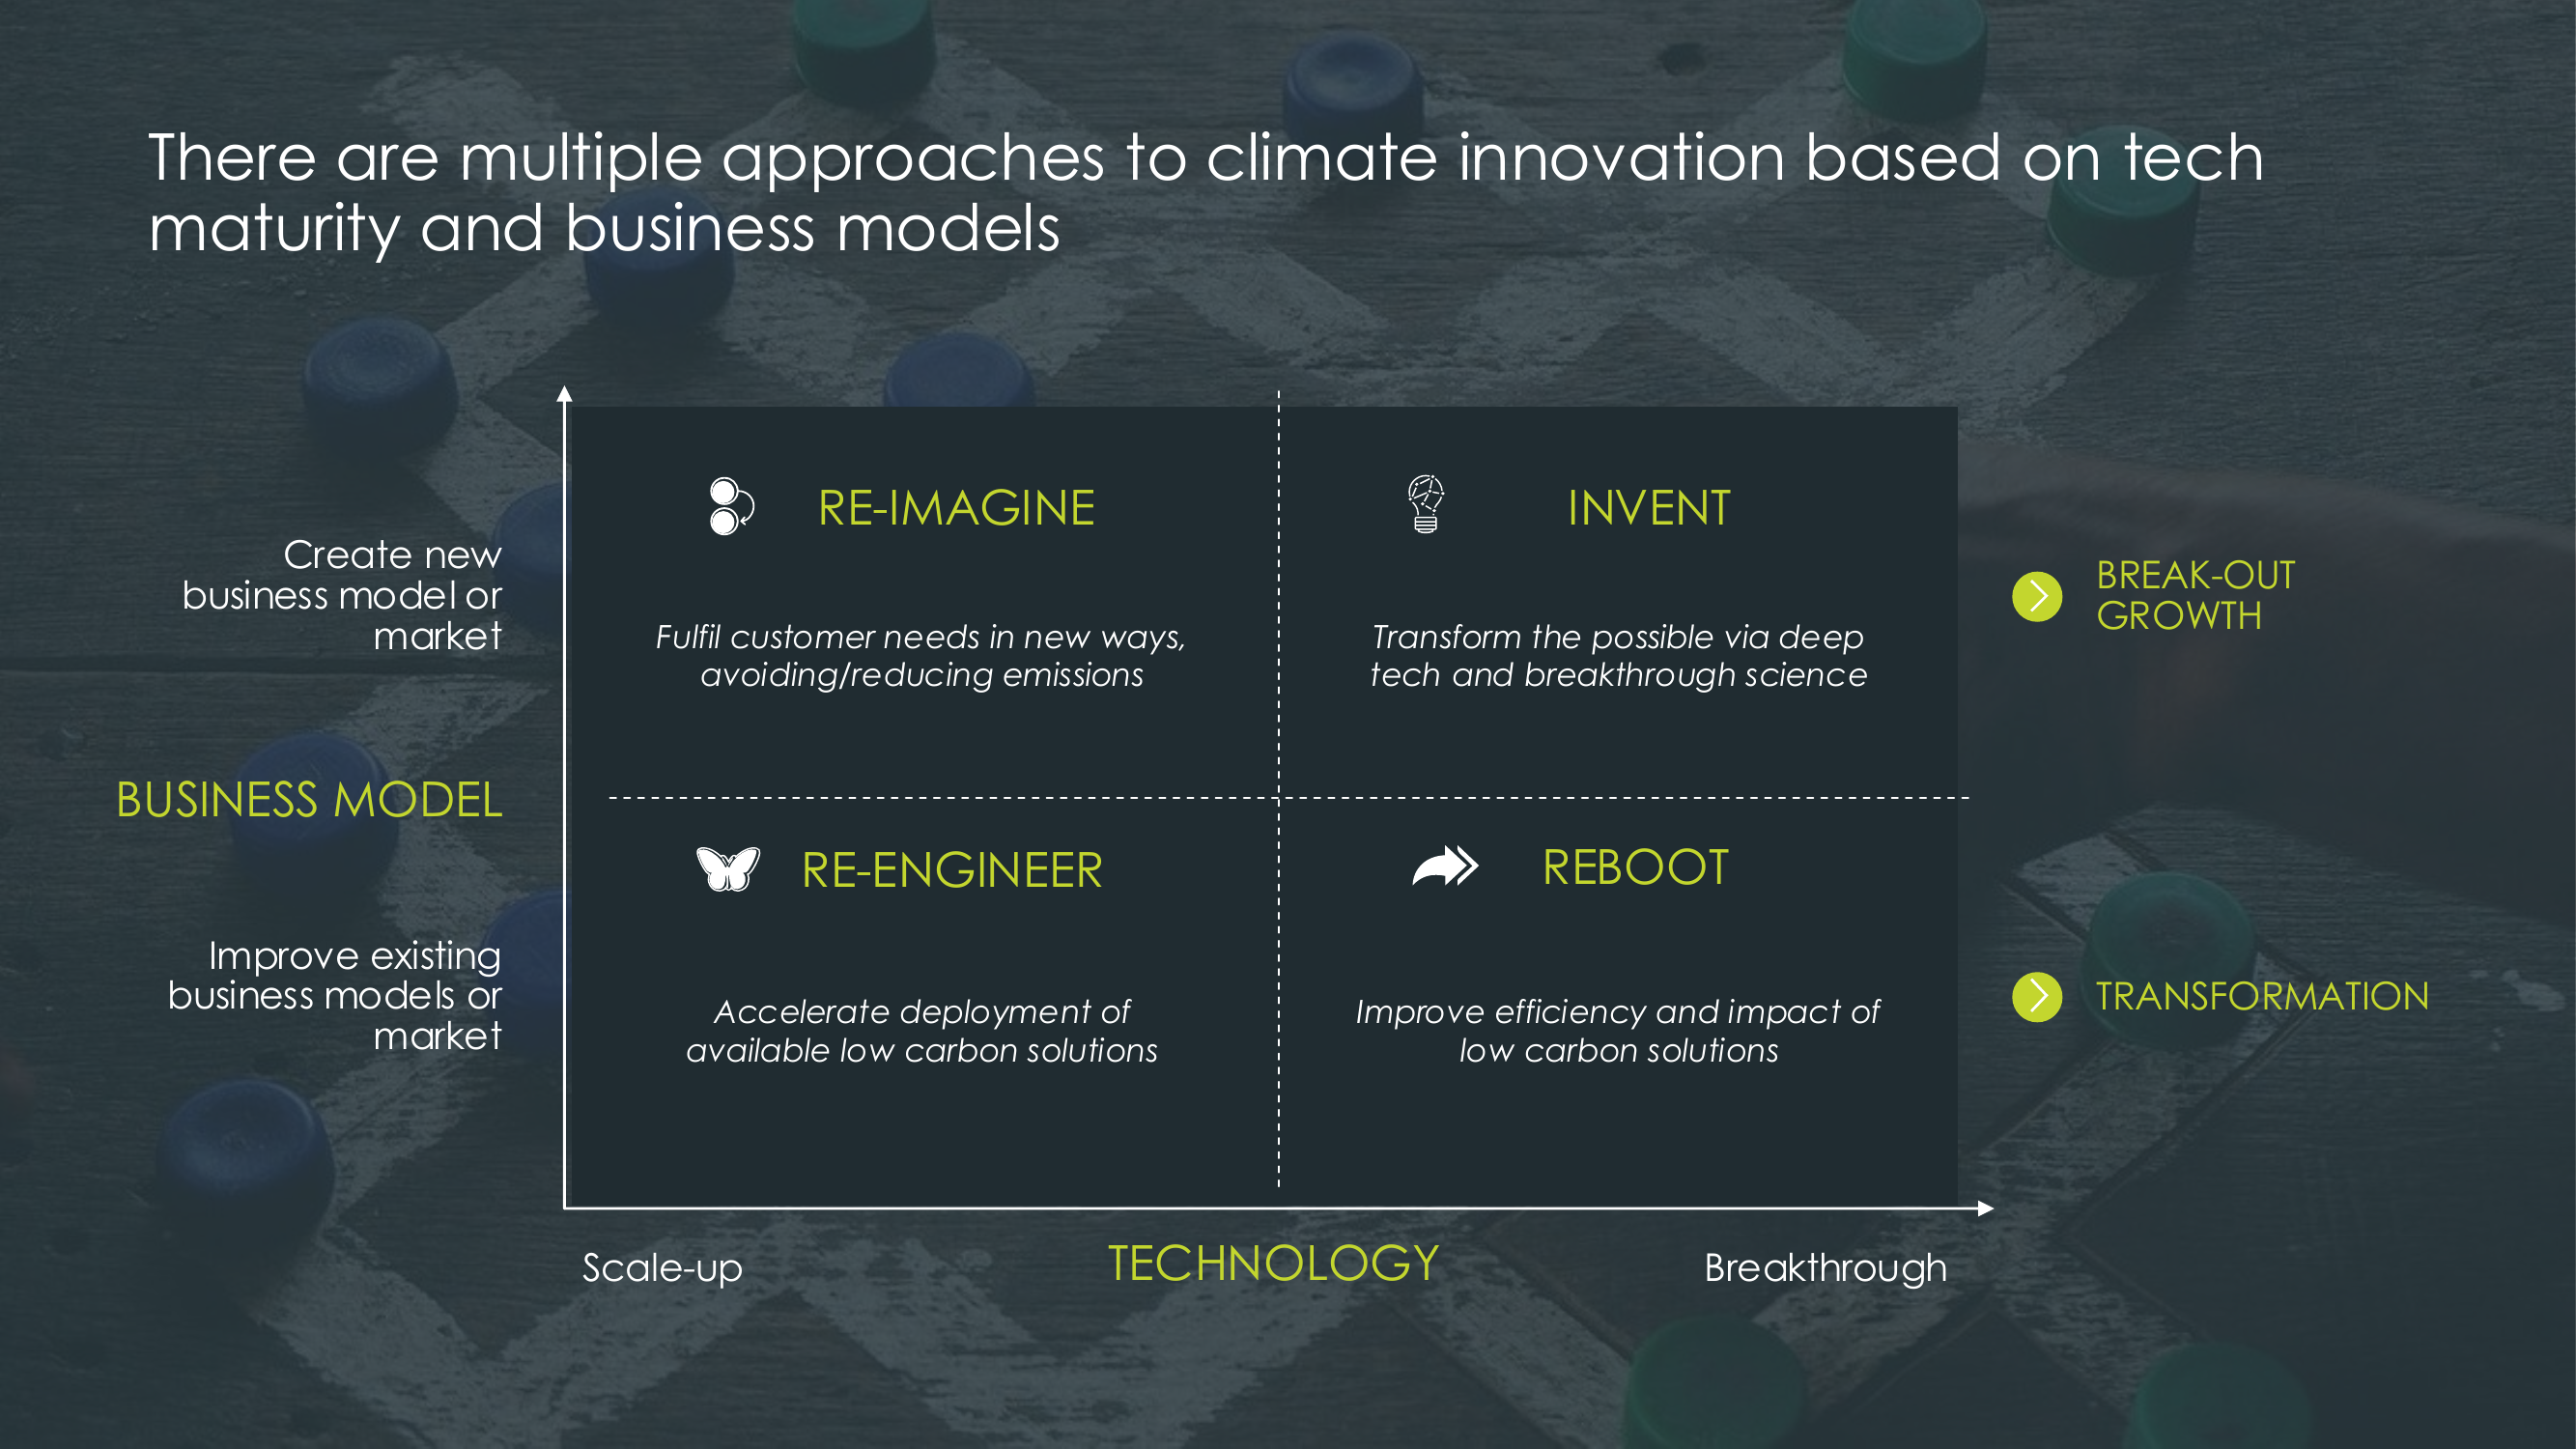 There are multiple approaches to climate innovation based on tech
maturity and business models
RE-IMAGINE
INVENT
Create new
business model or
market
BREAK-OUT
GROWTH
Fulfil customer needs in new ways,
avoiding/reducing emissions
Transform the possible via deep
tech and breakthrough science
BUSINESS MODEL
RE-ENGINEER
REBOOT
Improve existing
business models or
market
TRANSFORMATION
Accelerate deployment of
available low carbon solutions
Improve efficiency and impact of
low carbon solutions
Scale-up
TECHNOLOGY
Breakthrough